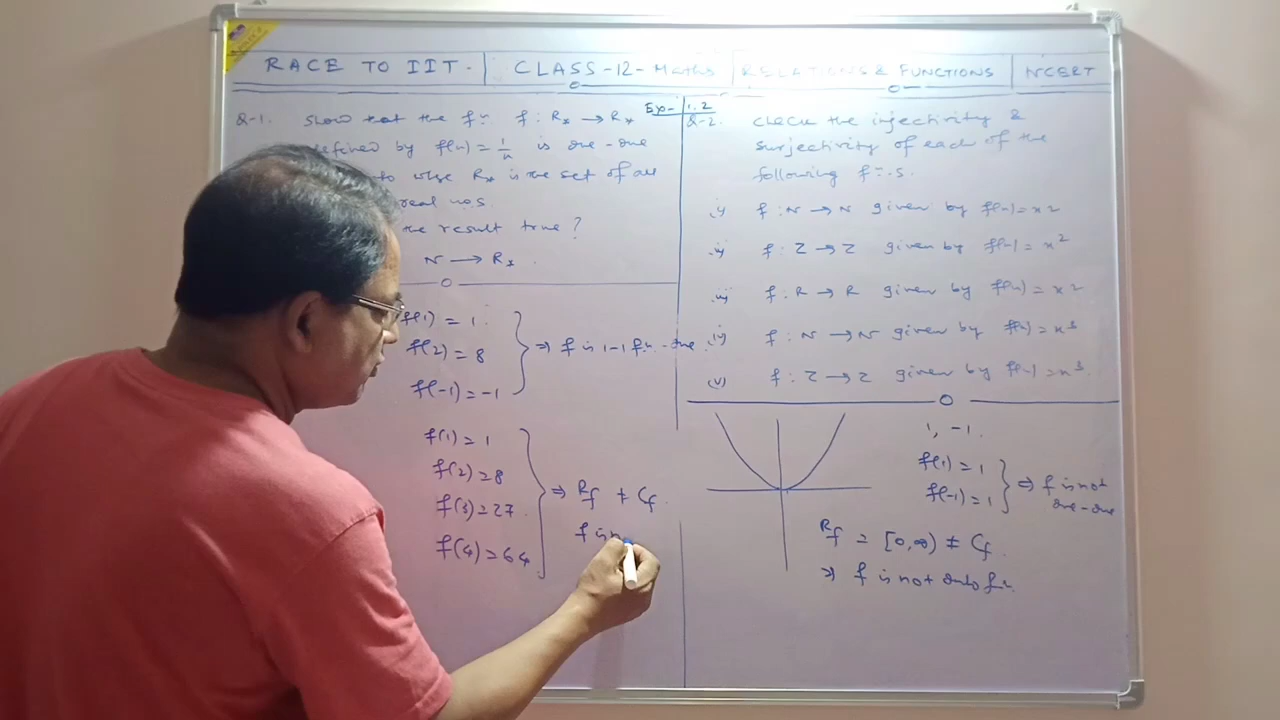 RACE TO IIT. CLASS-12-Maths RELATIONS & FUNCTIONS NCERT
Ex- 1.2
Q-1. Show that the fn. f: R* → R*
defined by f(x) = 1/x is one-one
to where R* is the set of all
real nos.
the result true?
N → R*.
f(1) = 1.
f(2) = 8
f(-1) = -1
⇒ f is 1-1 fn.
f(1) = 1
f(2) = 8
f(3) = 27
f(4) = 64
⇒ Rf ≠ Cf.
f is n
Q-2. Check the injectivity &
surjectivity of each of the
following fns.
(i) f: N → N given by f(x) = x2
(ii) f: Z → Z given by f(x) = x²
(iii) f: R → R given by f(x) = x2
(iv) f: N → N given by f(x) = x³
(v) f: Z → Z given by f(x) = x³.
1, -1.
f(1) = 1
f(-1) = 1
⇒ f is not
one-one
Rf = [0, ∞) ≠ Cf.
⇒ f is not onto fn.